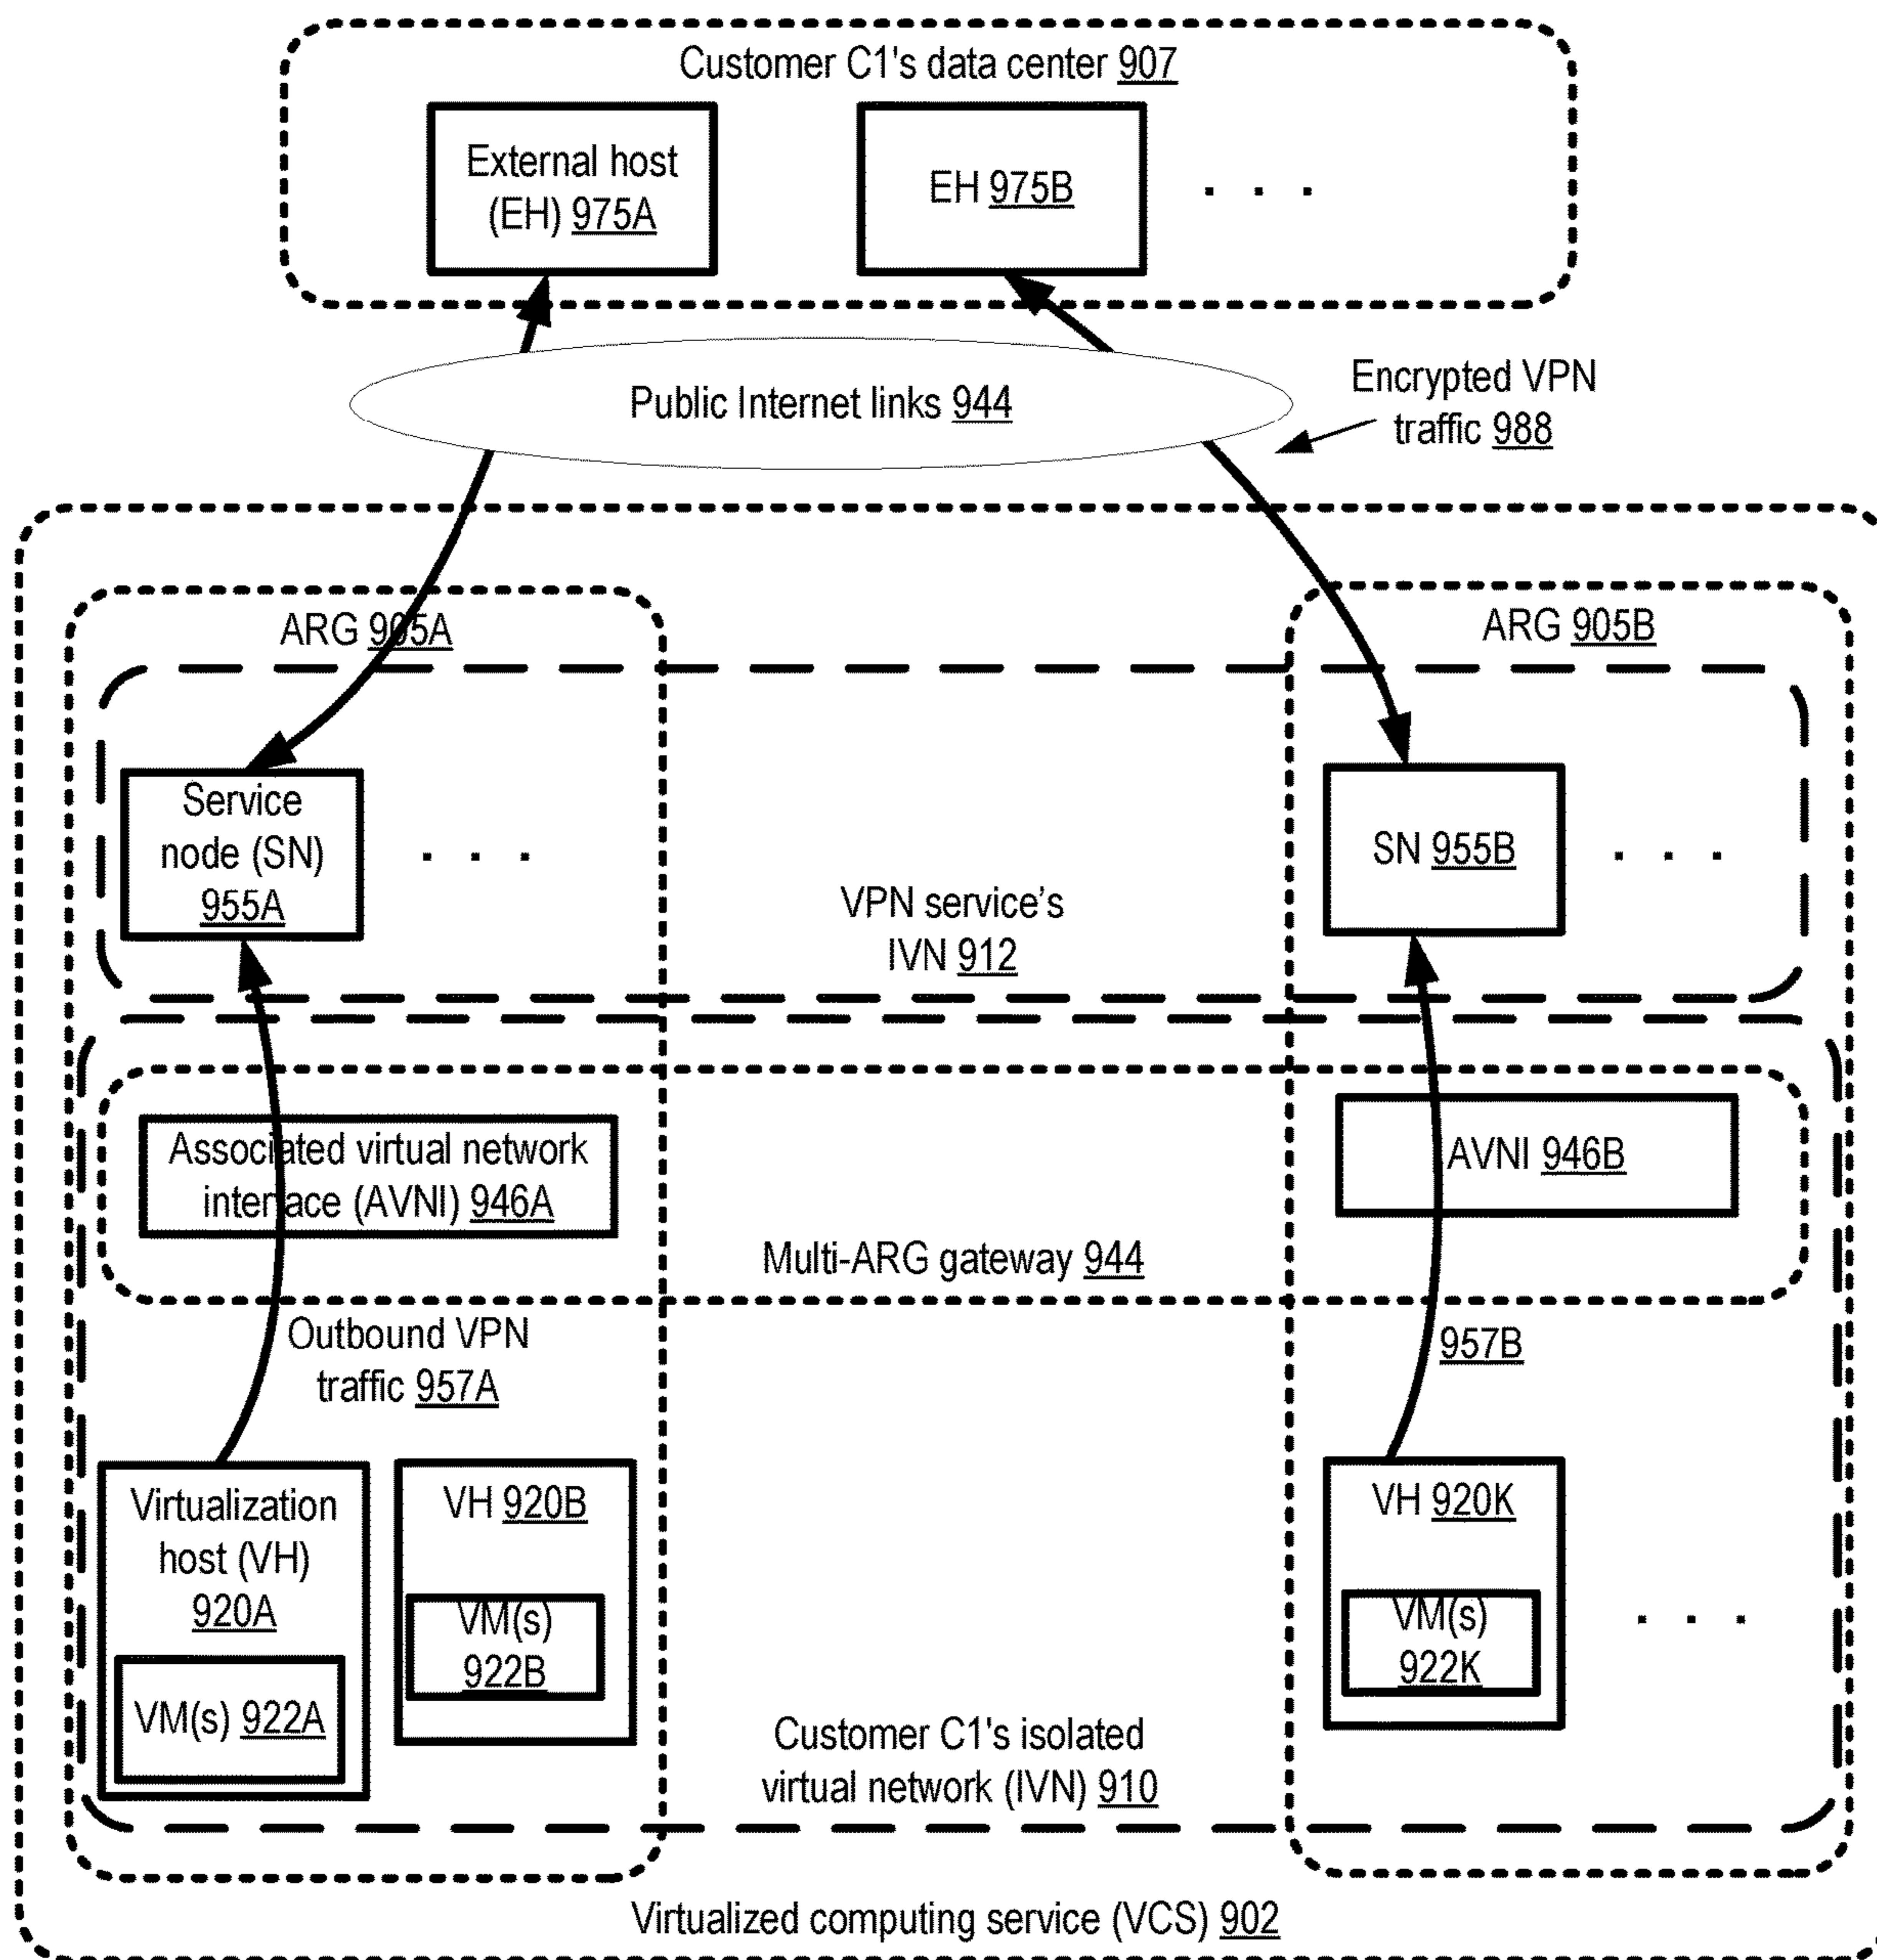 Customer C1's data center 907
External host
(EH) 975A
EH 975B
. . .
Public Internet links 944
Encrypted VPN
traffic 988
ARG 905A
ARG 905B
Service
node (SN)
955A
. . .
SN 955B
. . .
VPN service's
IVN 912
Associated virtual network
interface (AVNI) 946A
AVNI 946B
Multi-ARG gateway 944
Outbound VPN
traffic 957A
957B
Virtualization
host (VH)
920A
VM(s) 922A
VH 920B
VM(s)
922B
VH 920K
VM(s)
922K
. . .
Customer C1's isolated
virtual network (IVN) 910
Virtualized computing service (VCS) 902